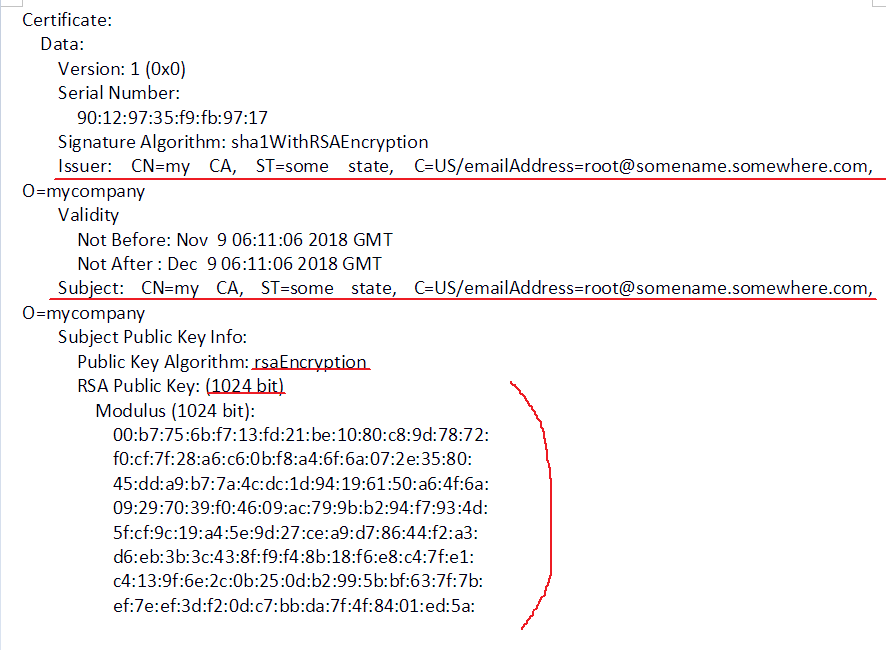 Certificate:
Data:
Version: 1 (0x0)
Serial Number:
90:12:97:35:f9:fb:97:17
Signature Algorithm: sha1WithRSAEncryption
Issuer: CN=my CA, ST=some state, C=US/emailAddress=root@somename.somewhere.com,
O=mycompany
Validity
Not Before: Nov  9 06:11:06 2018 GMT
Not After : Dec  9 06:11:06 2018 GMT
Subject: CN=my CA, ST=some state, C=US/emailAddress=root@somename.somewhere.com,
O=mycompany
Subject Public Key Info:
Public Key Algorithm: rsaEncryption
RSA Public Key: (1024 bit)
Modulus (1024 bit):
00:b7:75:6b:f7:13:fd:21:be:10:80:c8:9d:78:72:
f0:cf:7f:28:a6:c6:0b:f8:a4:6f:6a:07:2e:35:80:
45:dd:a9:b7:7a:4c:dc:1d:94:19:61:50:a6:4f:6a:
09:29:70:39:f0:46:09:ac:79:9b:b2:94:f7:93:4d:
5f:cf:9c:19:a4:5e:9d:27:ce:a9:d7:86:44:f2:a3:
d6:eb:3b:3c:43:8f:f9:f4:8b:18:f6:e8:c4:7f:e1:
c4:13:9f:6e:2c:0b:25:0d:b2:99:5b:bf:63:7f:7b:
ef:7e:ef:3d:f2:0d:c7:bb:da:7f:4f:84:01:ed:5a: